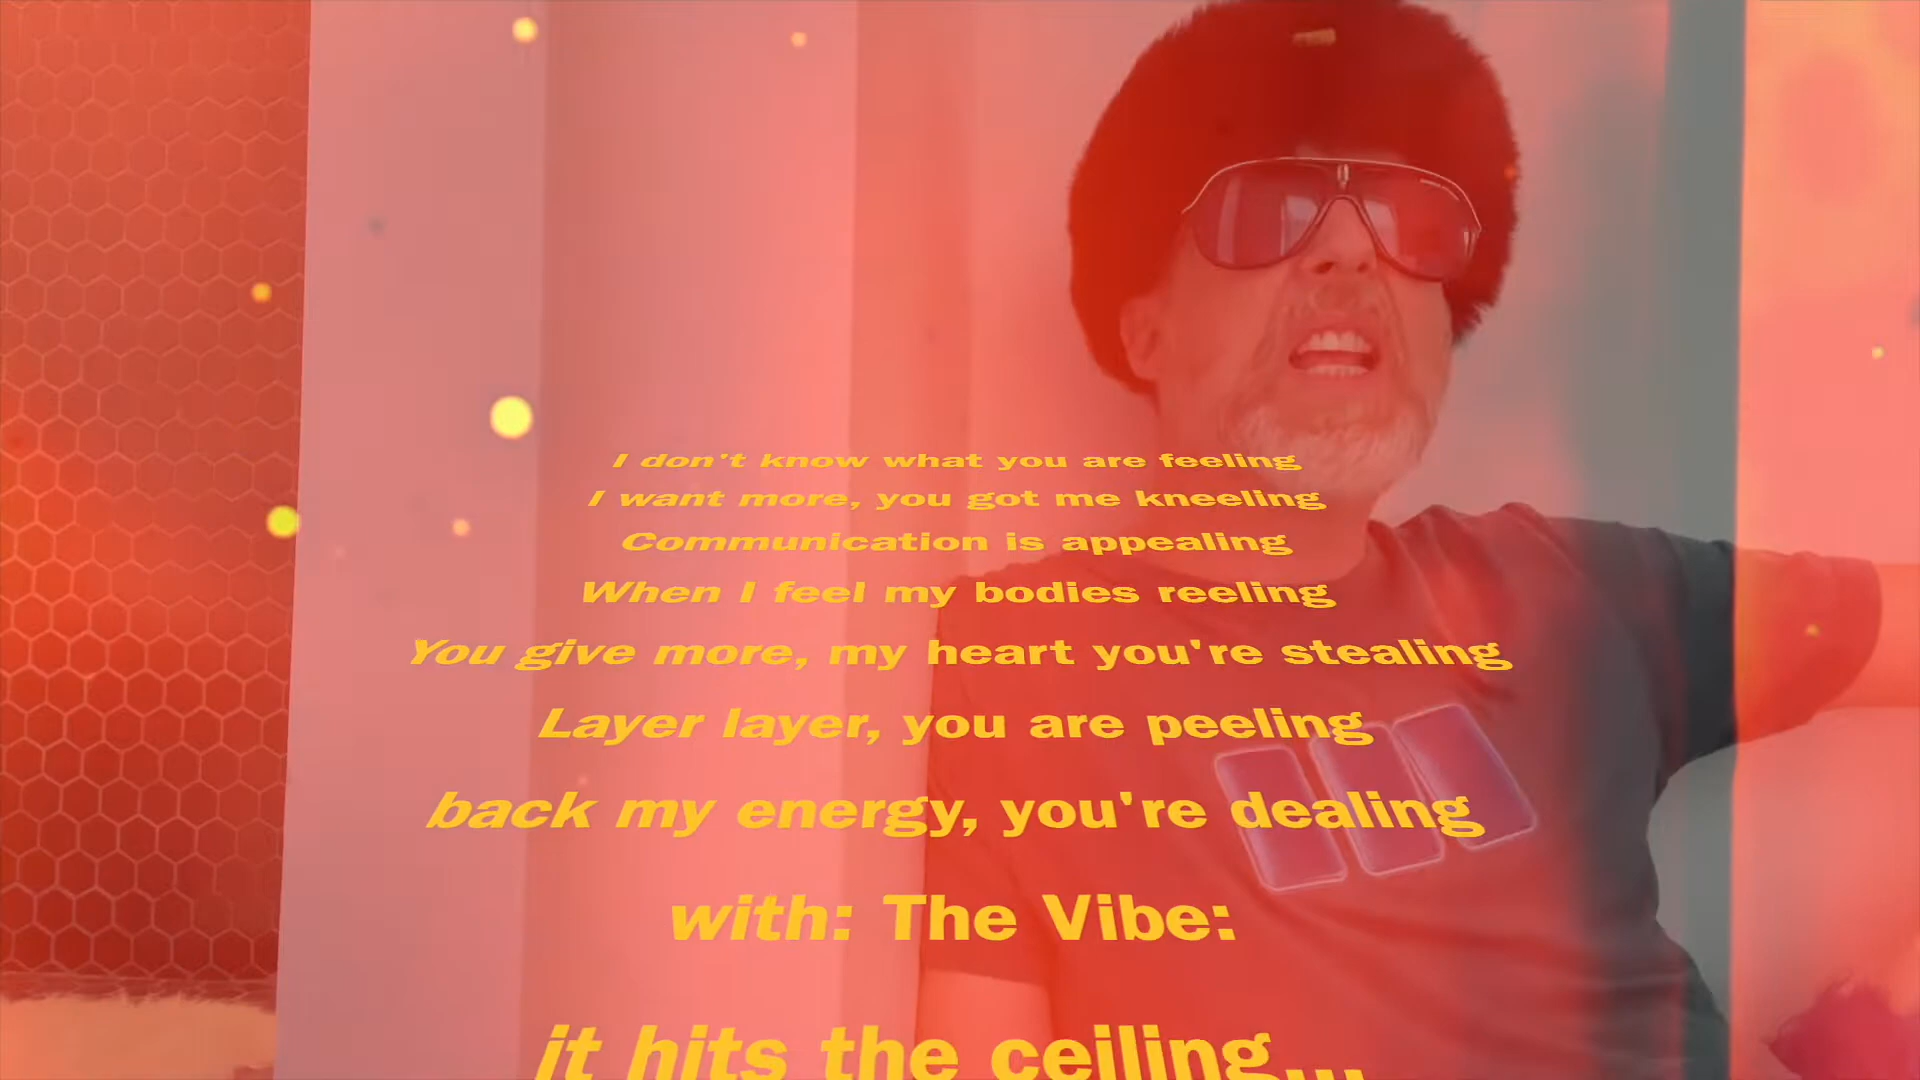 I don't know what you are feeling
I want more, you got me kneeling
Communication is appealing
When I feel my bodies reeling
You give more, my heart you're stealing
Layer layer, you are peeling
back my energy, you're dealing
with: The Vibe:
it hits the ceiling...